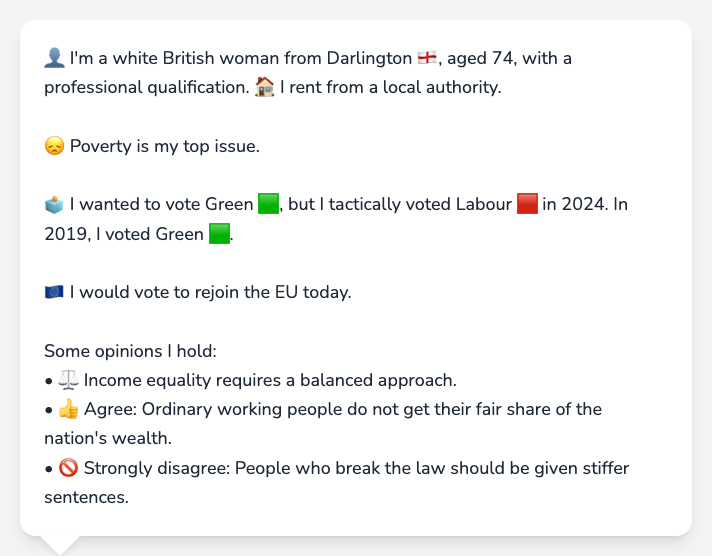 👤 I'm a white British woman from Darlington 🏴󠁧󠁢󠁥󠁮󠁧󠁿, aged 74, with a
professional qualification. 🏠 I rent from a local authority.
😞 Poverty is my top issue.
🗳️ I wanted to vote Green 🟩, but I tactically voted Labour 🟥 in 2024. In
2019, I voted Green 🟩.
🇪🇺 I would vote to rejoin the EU today.
Some opinions I hold:
• ⚖️ Income equality requires a balanced approach.
• 👍 Agree: Ordinary working people do not get their fair share of the
nation's wealth.
• 🚫 Strongly disagree: People who break the law should be given stiffer
sentences.